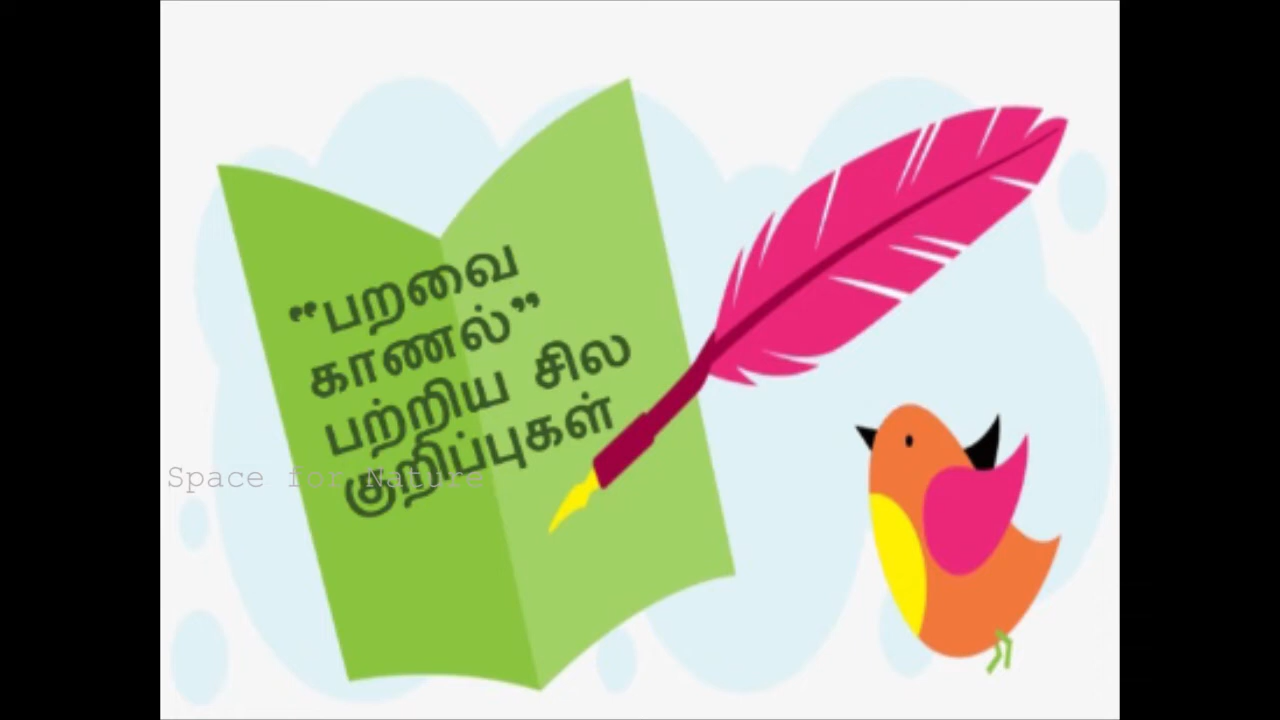 “பறவை
காணல்”
பற்றிய சில
குறிப்புகள்
Space for Nature